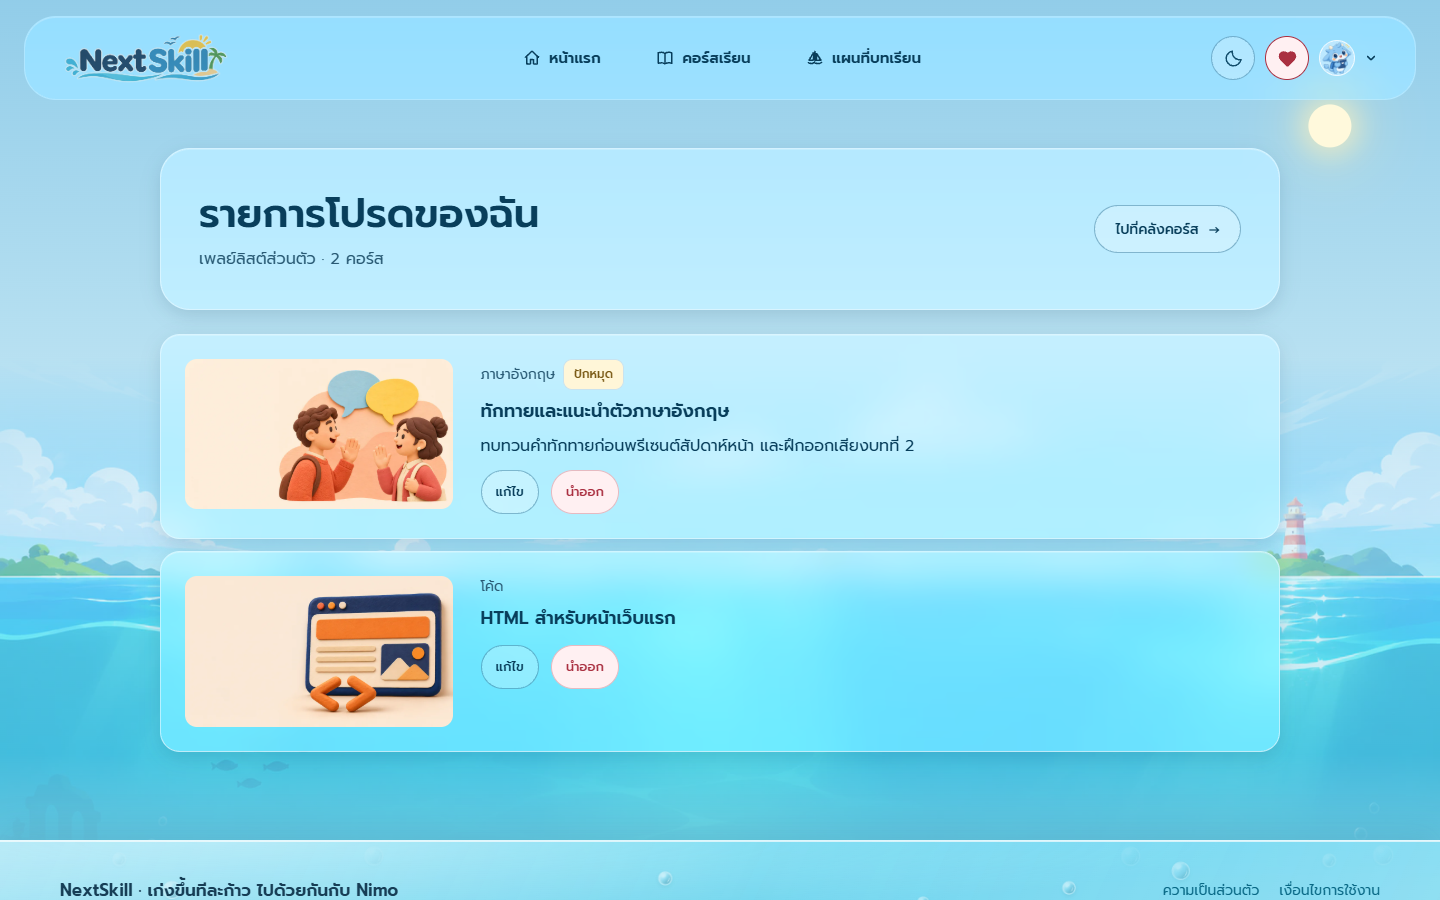 NextSkill
หน้าแรก
คอร์สเรียน
แผนที่บทเรียน
รายการโปรดของฉัน
เพลย์ลิสต์ส่วนตัว · 2 คอร์ส
ไปที่คลังคอร์ส →
ภาษาอังกฤษ ปักหมุด
ทักทายและแนะนำตัวภาษาอังกฤษ
ทบทวนคำทักทายก่อนพรีเซนต์สัปดาห์หน้า และฝึกออกเสียงบทที่ 2
แก้ไข นำออก
โค้ด
HTML สำหรับหน้าเว็บแรก
แก้ไข นำออก
NextSkill · เก่งขึ้นทีละก้าว ไปด้วยกันกับ Nimo
ความเป็นส่วนตัว เงื่อนไขการใช้งาน